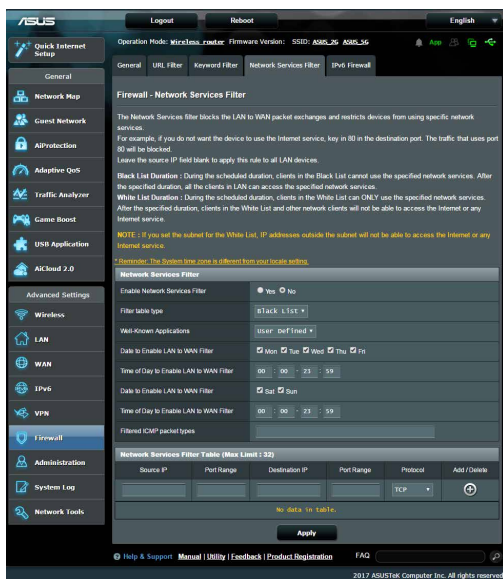 ASUS
Logout
Reboot
English
Quick Internet
Setup
Operation Mode: Wireless router Firmware Version: SSID: ASUS_2G ASUS_5G
App
General
URL Filter
Keyword Filter
Network Services Filter
IPv6 Firewall
General
Network Map
Guest Network
AiProtection
Adaptive QoS
Traffic Analyzer
Game Boost
USB Application
AiCloud 2.0
Advanced Settings
Wireless
LAN
WAN
IPv6
VPN
Firewall
Administration
System Log
Network Tools
Firewall - Network Services Filter
The Network Services filter blocks the LAN to WAN packet exchanges and restricts devices from using specific network
services.
For example, if you do not want the device to use the Internet service, key in 80 in the destination port. The traffic that uses port
80 will be blocked.
Leave the source IP field blank to apply this rule to all LAN devices.
Black List Duration : During the scheduled duration, clients in the Black List cannot use the specified network services. After
the specified duration, all the clients in LAN can access the specified network services.
White List Duration : During the scheduled duration, clients in the White List can ONLY use the specified network services.
After the specified duration, clients in the White List and other network clients will not be able to access the Internet or any
Internet service.
NOTE : If you set the subnet for the White List, IP addresses outside the subnet will not be able to access the Internet or any
Internet service.
* Reminder: The System time zone is different from your locale setting.
Network Services Filter
Enable Network Services Filter Yes No
Filter table type Black List
Well-Known Applications User Defined
Date to Enable LAN to WAN Filter Mon Tue Wed Thu Fri
Time of Day to Enable LAN to WAN Filter 00 : 00 - 23 : 59
Date to Enable LAN to WAN Filter Sat Sun
Time of Day to Enable LAN to WAN Filter 00 : 00 - 23 : 59
Filtered ICMP packet types
Network Services Filter Table (Max Limit : 32)
Source IP Port Range Destination IP Port Range Protocol Add / Delete
TCP
No data in table.
Apply
Help & Support Manual | Utility | Feedback | Product Registration FAQ
2017 ASUSTeK Computer Inc. All rights reserved